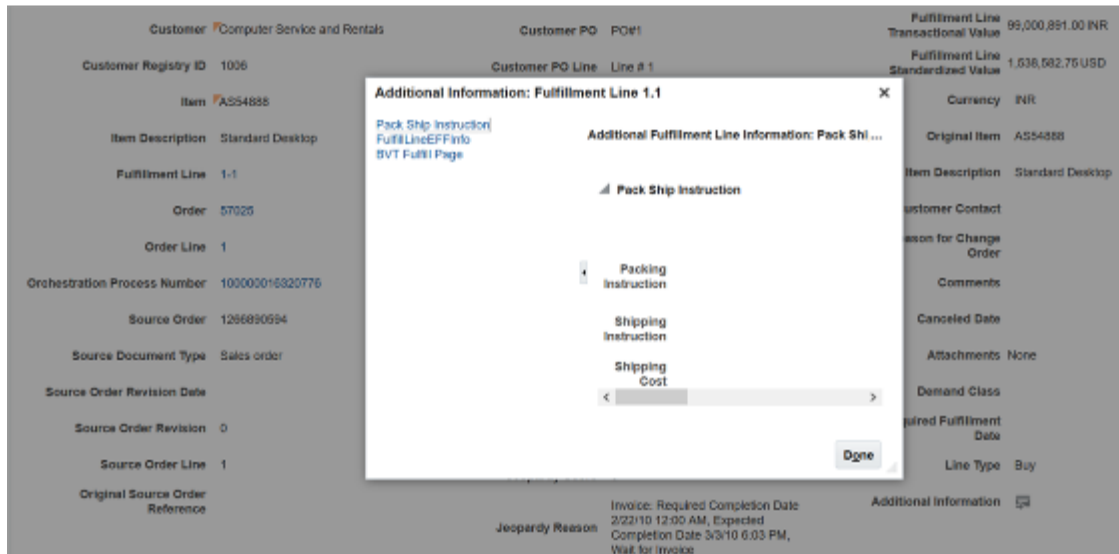 Customer Computer Service and Rentals
Customer Registry ID 1006
Item AS54888
Item Description Standard Desktop
Fulfillment Line 1-1
Order 57025
Order Line 1
Orchestration Process Number 100000016320776
Source Order 1266890594
Source Document Type Sales order
Source Order Revision Date
Source Order Revision 0
Source Order Line 1
Original Source Order
Reference
Customer PO PO#1
Customer PO Line Line # 1
Additional Information: Fulfillment Line 1.1
Pack Ship Instruction
FulfillLineEFFInfo
BVT Fulfill Page
Additional Fulfillment Line Information: Pack Shi ...
Pack Ship Instruction
Packing
Instruction
Shipping
Instruction
Shipping
Cost
Done
Jeopardy Reason
Invoice: Required Completion Date
2/22/10 12:00 AM, Expected
Completion Date 3/3/10 6:03 PM,
Wait for Invoice
Fulfillment Line
Transactional Value 99,000,891.00 INR
Fulfillment Line
Standardized Value 1,638,582.75 USD
Currency INR
Original Item AS54888
Item Description Standard Desktop
ustomer Contact
ason for Change
Order
Comments
Canceled Date
Attachments None
Demand Class
quired Fulfillment
Date
Line Type Buy
Additional Information